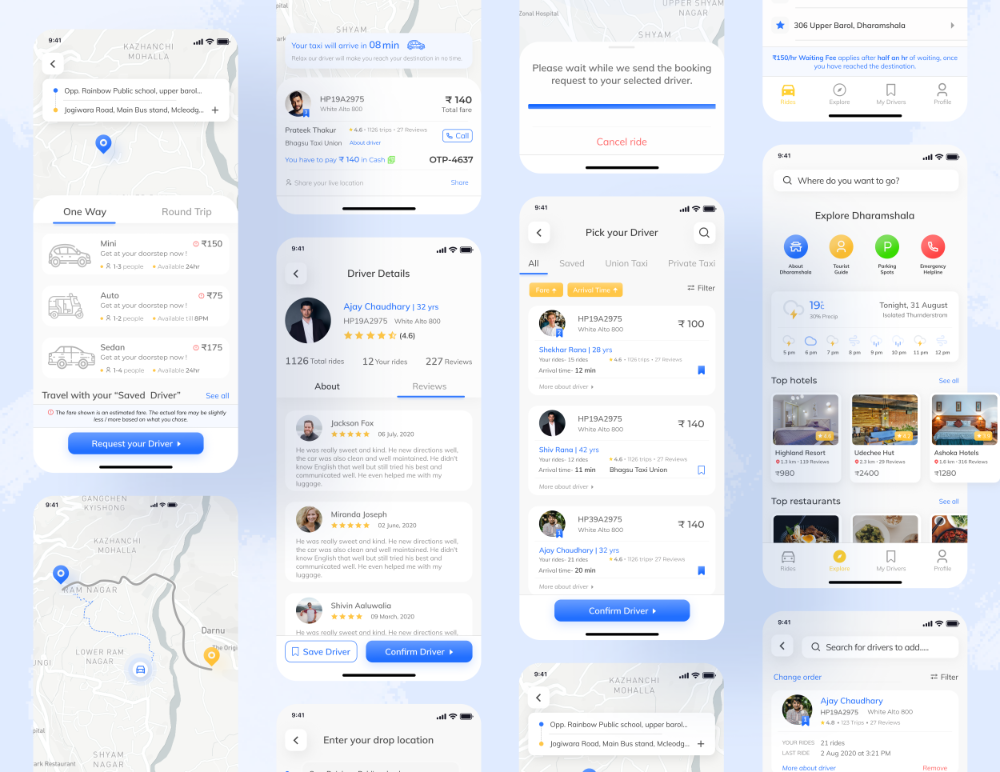 9:41
KAZHANCHI
MOHALLA
Opp. Rainbow Public school, upper barol...
Jogiwara Road, Main Bus stand, Mcleodg...
One Way
Round Trip
Mini
₹150
Get at your doorstep now !
1-3 people
Available 24hr
Auto
₹75
Get at your doorstep now !
1-2 people
Available till 8PM
Sedan
₹175
Get at your doorstep now !
1-4 people
Available 24hr
Travel with your “Saved Driver”
See all
The fare shown is an estimated fare. The actual fare may be slightly
less / more based on what you chose.
Request your Driver
GANGCHEN
KYISHONG
9:41
KAZHANCHI
MOHALLA
RAM NAGAR
Darnu
The Orig
LOWER RAM
NAGAR
UNGI
SHYAM
NAGAR
ark Restaurant
SHYAM
NAGAR
ark
Your taxi will arrive in 08 min
Relax our driver will make you reach your destination in no time.
HP19A2975
White Alto 800
₹ 140
Total fare
Prateek Thakur
4.6 • 1126 trips • 27 Reviews
Bhagsu Taxi Union
About driver
Call
You have to pay ₹ 140 in Cash
OTP-4637
Share your live location
Share
9:41
Driver Details
Ajay Chaudhary | 32 yrs
HP19A2975
White Alto 800
(4.6)
1126 Total rides
12 Your rides
227 Reviews
About
Reviews
Jackson Fox
06 July, 2020
He was really sweet and kind. He new directions well,
the car was also clean and well maintained. He didn't
know English that well but still tried his best and
communicated well. He even helped me with my
luggage.
Miranda Joseph
02 June, 2020
He was really sweet and kind. He new directions well,
the car was also clean and well maintained. He didn't
know English that well but still tried his best and
communicated well. He even helped me with my
luggage.
Shivin Aaluwalia
09 March, 2020
He was really sweet and kind. He new directions well,
Save Driver
Confirm Driver
9:41
Enter your drop location
Zonal Hospital
UPPER SHYAM
NAGAR
SHYAM
Please wait while we send the booking
request to your selected driver.
Cancel ride
9:41
Pick your Driver
All
Saved
Union Taxi
Private Taxi
Fare
Arrival Time
Filter
HP19A2975
White Alto 800
₹ 100
Shekhar Rana | 28 yrs
Your rides- 15 rides
4.6 • 1126 trips • 27 Reviews
Arrival time- 12 min
More about driver
HP19A2975
White Alto 800
₹ 140
Shiv Rana | 42 yrs
Your rides- 12 rides
4.6 • 1126 trips • 27 Reviews
Arrival time- 11 min
Bhagsu Taxi Union
More about driver
HP39A2975
White Alto 800
₹ 140
Ajay Chaudhary | 32 yrs
Your rides- 21 rides
4.6 • 1126 trips• 27 Reviews
Arrival time- 20 min
More about driver
Confirm Driver
9:41
KAZHANCHI
MOHALLA
Opp. Rainbow Public school, upper barol...
Jogiwara Road, Main Bus stand, Mcleodg...
306 Upper Barol, Dharamshala
₹150/hr Waiting Fee applies after half an hr of waiting, once
you have reached the destination.
Rides
Explore
My Drivers
Profile
9:41
Where do you want to go?
Explore Dharamshala
About
Dharamshala
Tourist
Guide
P
Parking
Spots
Emergency
Helpline
19°c
30% Precip
Tonight, 31 August
Isolated Thunderstrom
5 pm
6 pm
7 pm
8 pm
9 pm
10 pm
11 pm
12 pm
Top hotels
See all
Highland Resort
₹980
Udechee Hut
₹2400
Ashoka Hotels
₹1280
Top restaurants
See all
Rides
Explore
My Drivers
Profile
9:41
Search for drivers to add.....
Change order
Filter
Ajay Chaudhary
HP19A2975
White Alto 800
4.6 • 123 Trips • 27 Reviews
YOUR RIDES
21 rides
LAST RIDE
2 Aug 2020 at 3:21 PM
More about driver
Remove